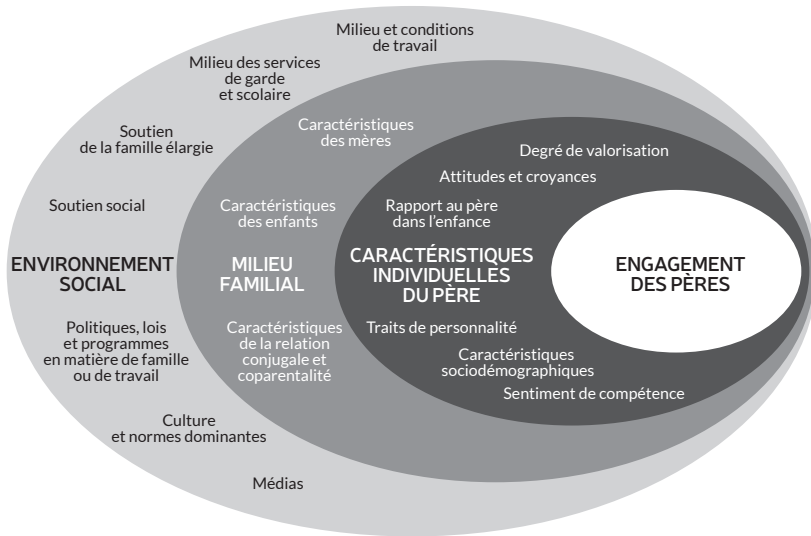 Milieu et conditions
de travail
Milieu des services
de garde
et scolaire
Soutien
de la famille élargie
Soutien social
ENVIRONNEMENT
SOCIAL
Politiques, lois
et programmes
en matière de famille
ou de travail
Culture
et normes dominantes
Médias
Caractéristiques
des mères
Caractéristiques
des enfants
MILIEU
FAMILIAL
Caractéristiques
de la relation
conjugale et
coparentalité
Degré de valorisation
Attitudes et croyances
Rapport au père
dans l'enfance
CARACTÉRISTIQUES
INDIVIDUELLES
DU PÈRE
Traits de personnalité
Caractéristiques
sociodémographiques
Sentiment de compétence
ENGAGEMENT
DES PÈRES